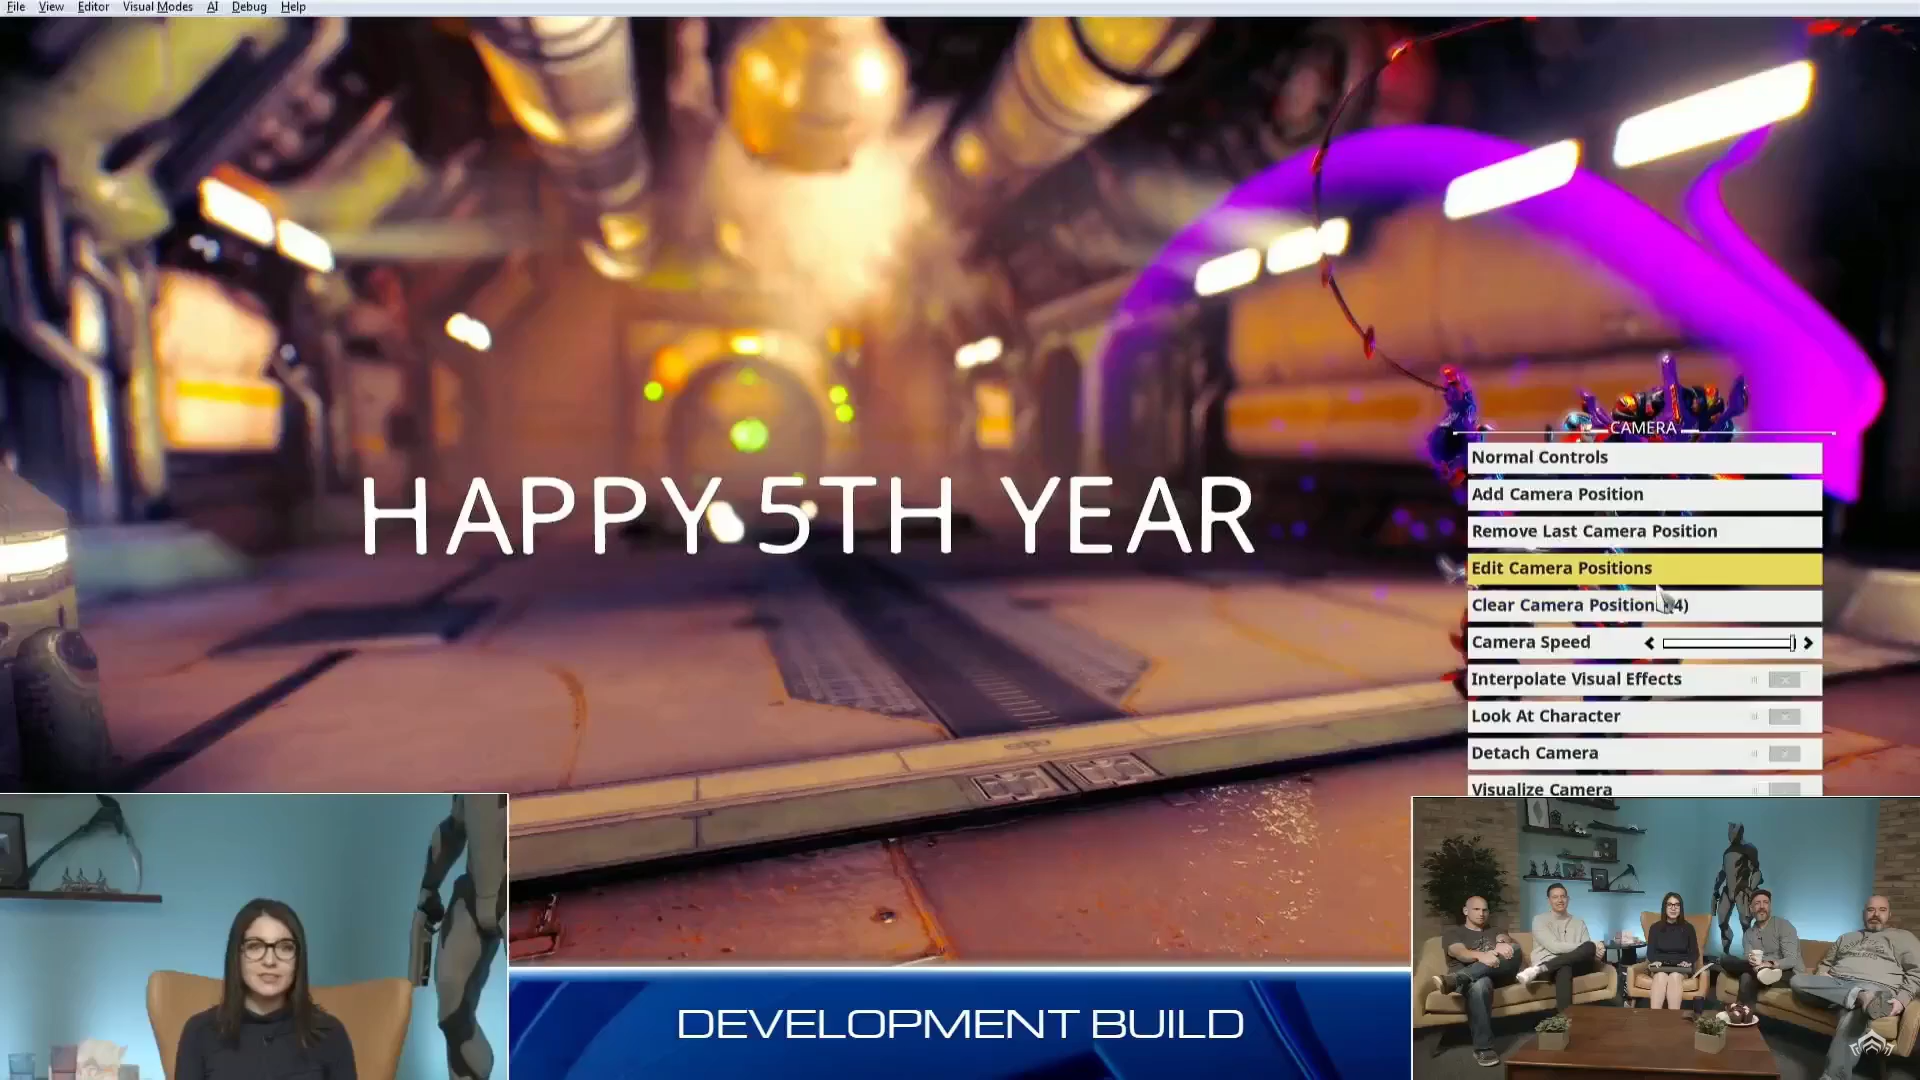 File View Editor Visual Modes AI Debug Help
HAPPY 5TH YEAR
CAMERA
Normal Controls
Add Camera Position
Remove Last Camera Position
Edit Camera Positions
Clear Camera Position 4)
Camera Speed
Interpolate Visual Effects
Look At Character
Detach Camera
Visualize Camera
DEVELOPMENT BUILD